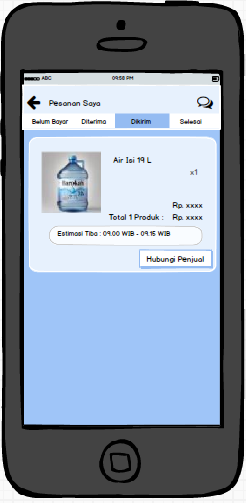 ABC 09:58 PM
Pesanan Saya
Belum Bayar Diterima Dikirim Selesai
Air Isi 19 L
x1
Rp. xxxx
Total 1 Produk : Rp. xxxx
Estimasi Tiba : 09.00 WIB - 09.15 WIB
Hubungi Penjual